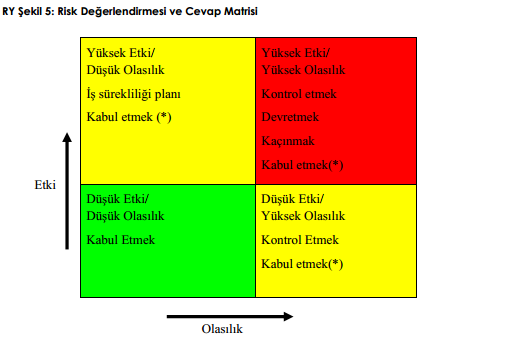 RY Şekil 5: Risk Değerlendirmesi ve Cevap Matrisi
Yüksek Etki/
Düşük Olasılık
İş sürekliliği planı
Kabul etmek (*)
Yüksek Etki/
Yüksek Olasılık
Kontrol etmek
Devretmek
Kaçınmak
Kabul etmek(*)
Etki
Düşük Etki/
Düşük Olasılık
Kabul Etmek
Düşük Etki/
Yüksek Olasılık
Kontrol Etmek
Kabul etmek(*)
Olasılık